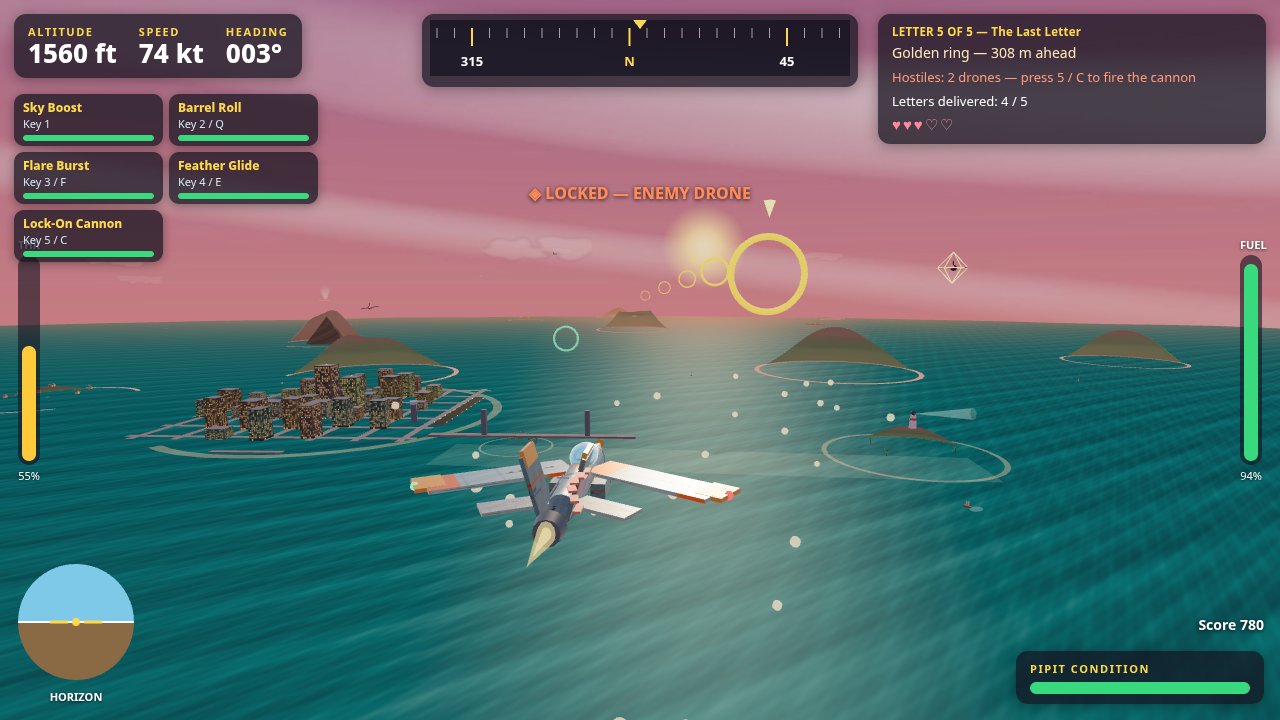 ALTITUDE SPEED HEADING
1560 ft 74 kt 003°
315 N 45
LETTER 5 OF 5 — The Last Letter
Golden ring — 308 m ahead
Hostiles: 2 drones — press 5 / C to fire the cannon
Letters delivered: 4 / 5
Sky Boost
Key 1
Barrel Roll
Key 2 / Q
Flare Burst
Key 3 / F
Feather Glide
Key 4 / E
Lock-On Cannon
Key 5 / C
◈ LOCKED — ENEMY DRONE
FUEL
55%
94%
HORIZON
Score 780
PIPIT CONDITION